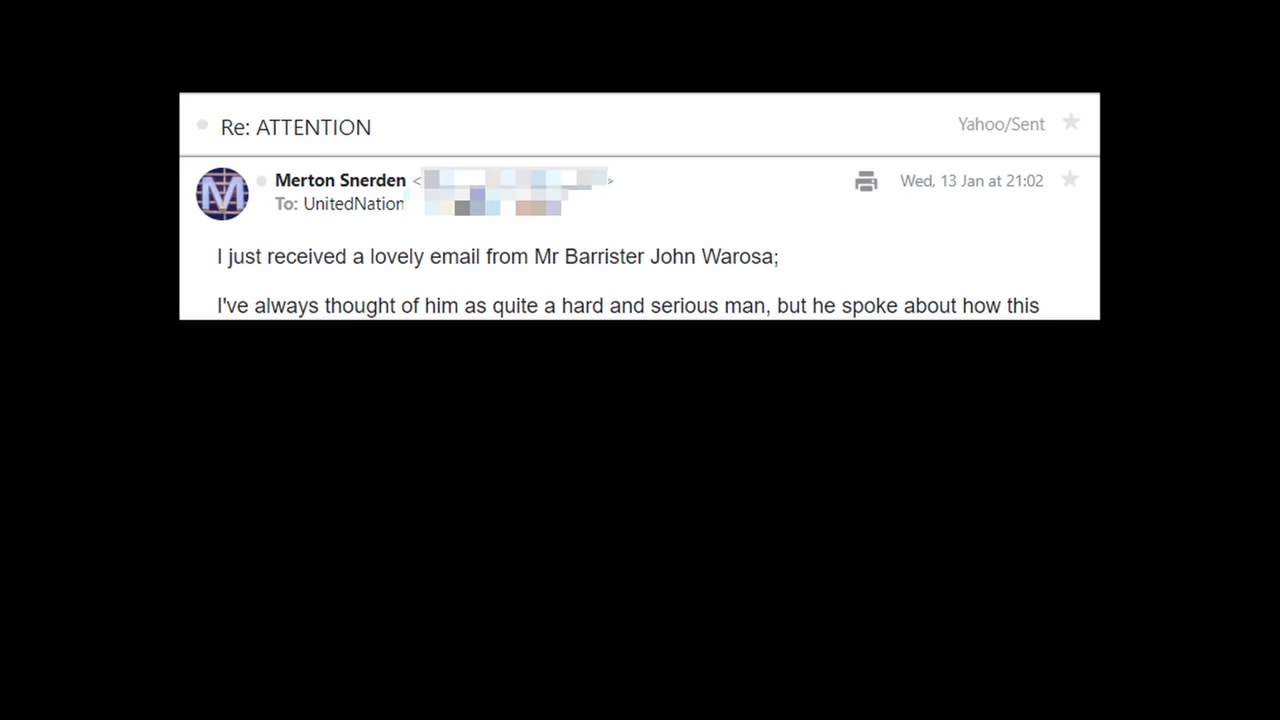 Re: ATTENTION
Yahoo/Sent
M
Merton Snerden < >
Wed, 13 Jan at 21:02
To: UnitedNation
I just received a lovely email from Mr Barrister John Warosa;
I've always thought of him as quite a hard and serious man, but he spoke about how this